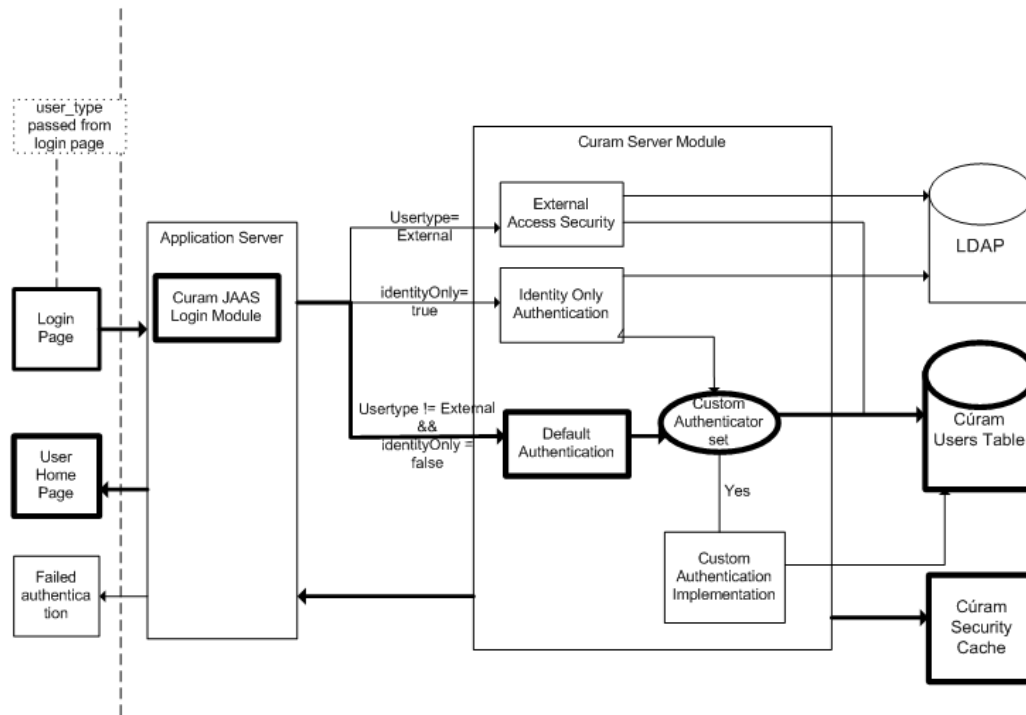 user_type
passed from
login page
Curam Server Module
External
Access Security
LDAP
Usertype=
External
Application Server
Curam JAAS
Login Module
identityOnly=
true
Identity Only
Authentication
Login
Page
Usertype != External
&&
identityOnly =
false
Default
Authentication
Custom
Authenticator
set
Cúram
Users Table
User
Home
Page
Yes
Failed
authentica
tion
Custom
Authentication
Implementation
Cúram
Security
Cache